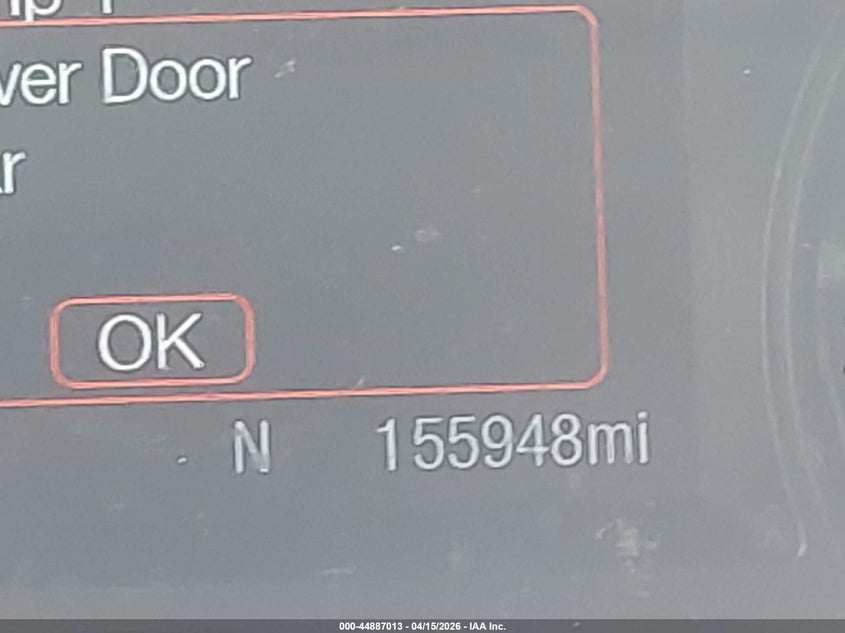 ver Door
OK
N 155948mi
000-44887013 - 04/15/2026 - IAA Inc.